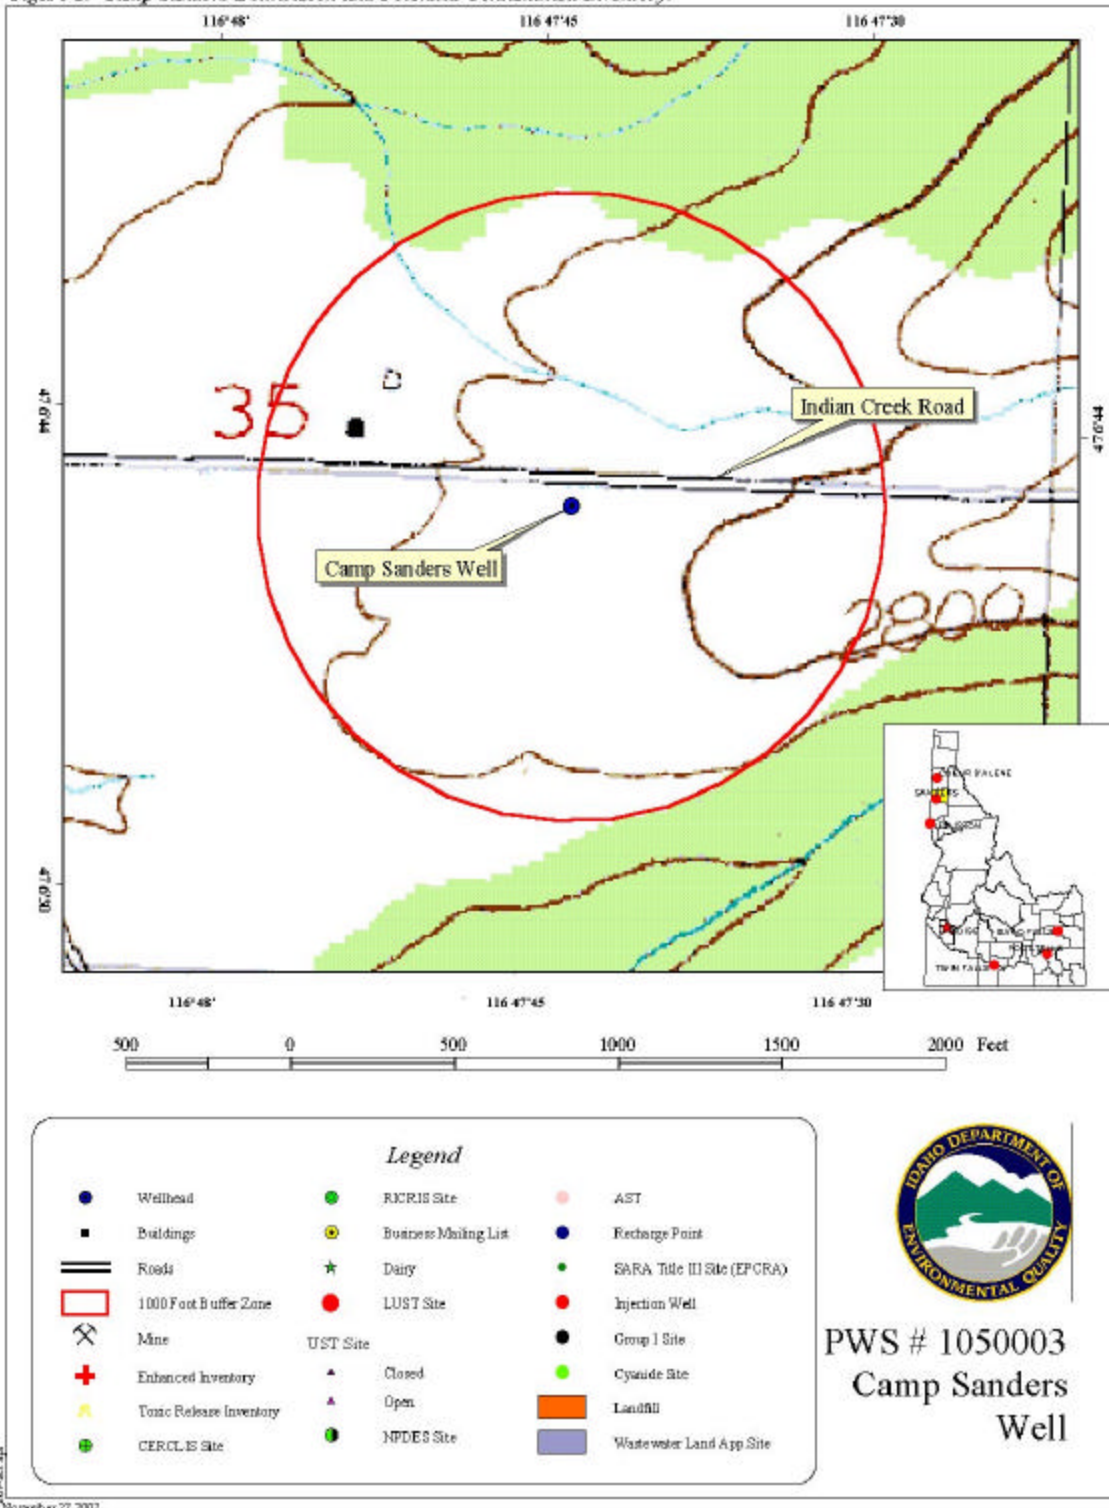 116°48' 116 47'45 116 47'30
35
Indian Creek Road
47°6'44
476'44
Camp Sanders Well
2800
47°6'30
116°48' 116 47'45 116 47'30
500 0 500 1000 1500 2000 Feet
Legend
Wellhead
Buildings
Roads
1000 Foot Buffer Zone
Mine
Enhanced Inventory
Toxic Release Inventory
CERCLIS Site
RICRIS Site
Business Mailing List
Dairy
LUST Site
UST Site
Closed
Open
NPDES Site
AST
Recharge Point
SARA Title III Site (EPCRA)
Injection Well
Group 1 Site
Cyanide Site
Landfill
Wastewater Land App.Site
IDAHO DEPARTMENT OF
ENVIRONMENTAL QUALITY
PWS # 1050003
Camp Sanders
Well